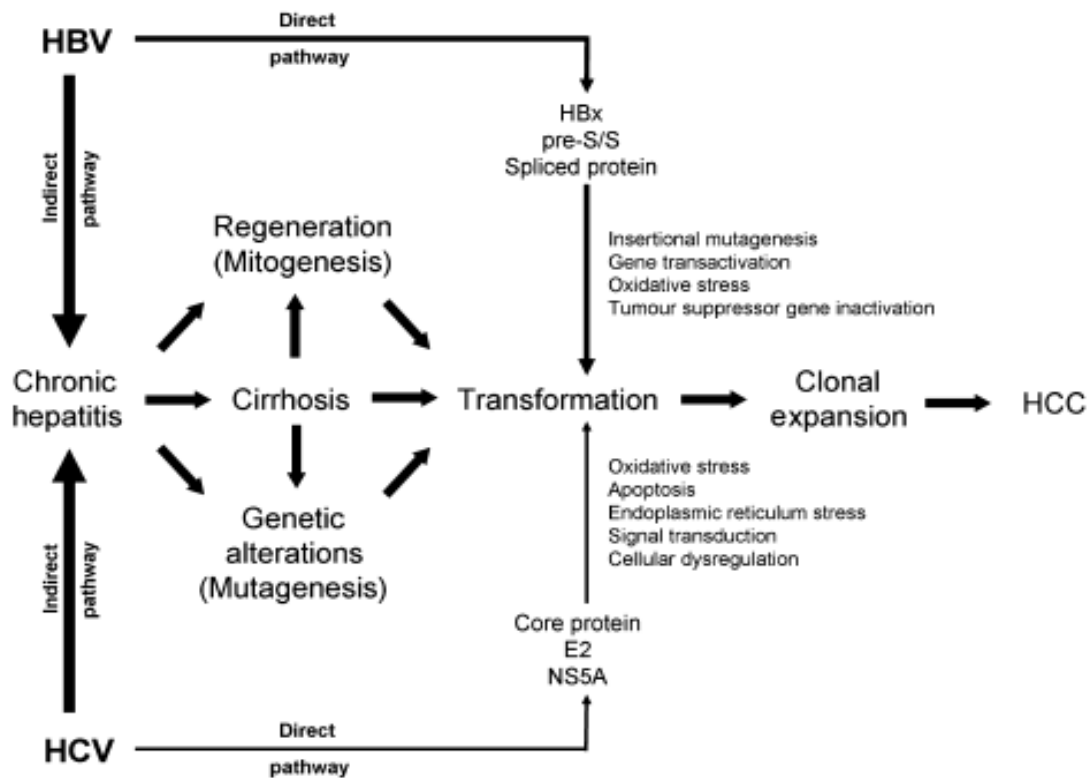 HBV
Direct
pathway
HBx
pre-S/S
Spliced protein
Indirect
pathway
Regeneration
(Mitogenesis)
Insertional mutagenesis
Gene transactivation
Oxidative stress
Tumour suppressor gene inactivation
Chronic
hepatitis
Cirrhosis
Transformation
Clonal
expansion
HCC
Oxidative stress
Apoptosis
Endoplasmic reticulum stress
Signal transduction
Cellular dysregulation
Genetic
alterations
(Mutagenesis)
Indirect
pathway
Core protein
E2
NS5A
HCV
Direct
pathway